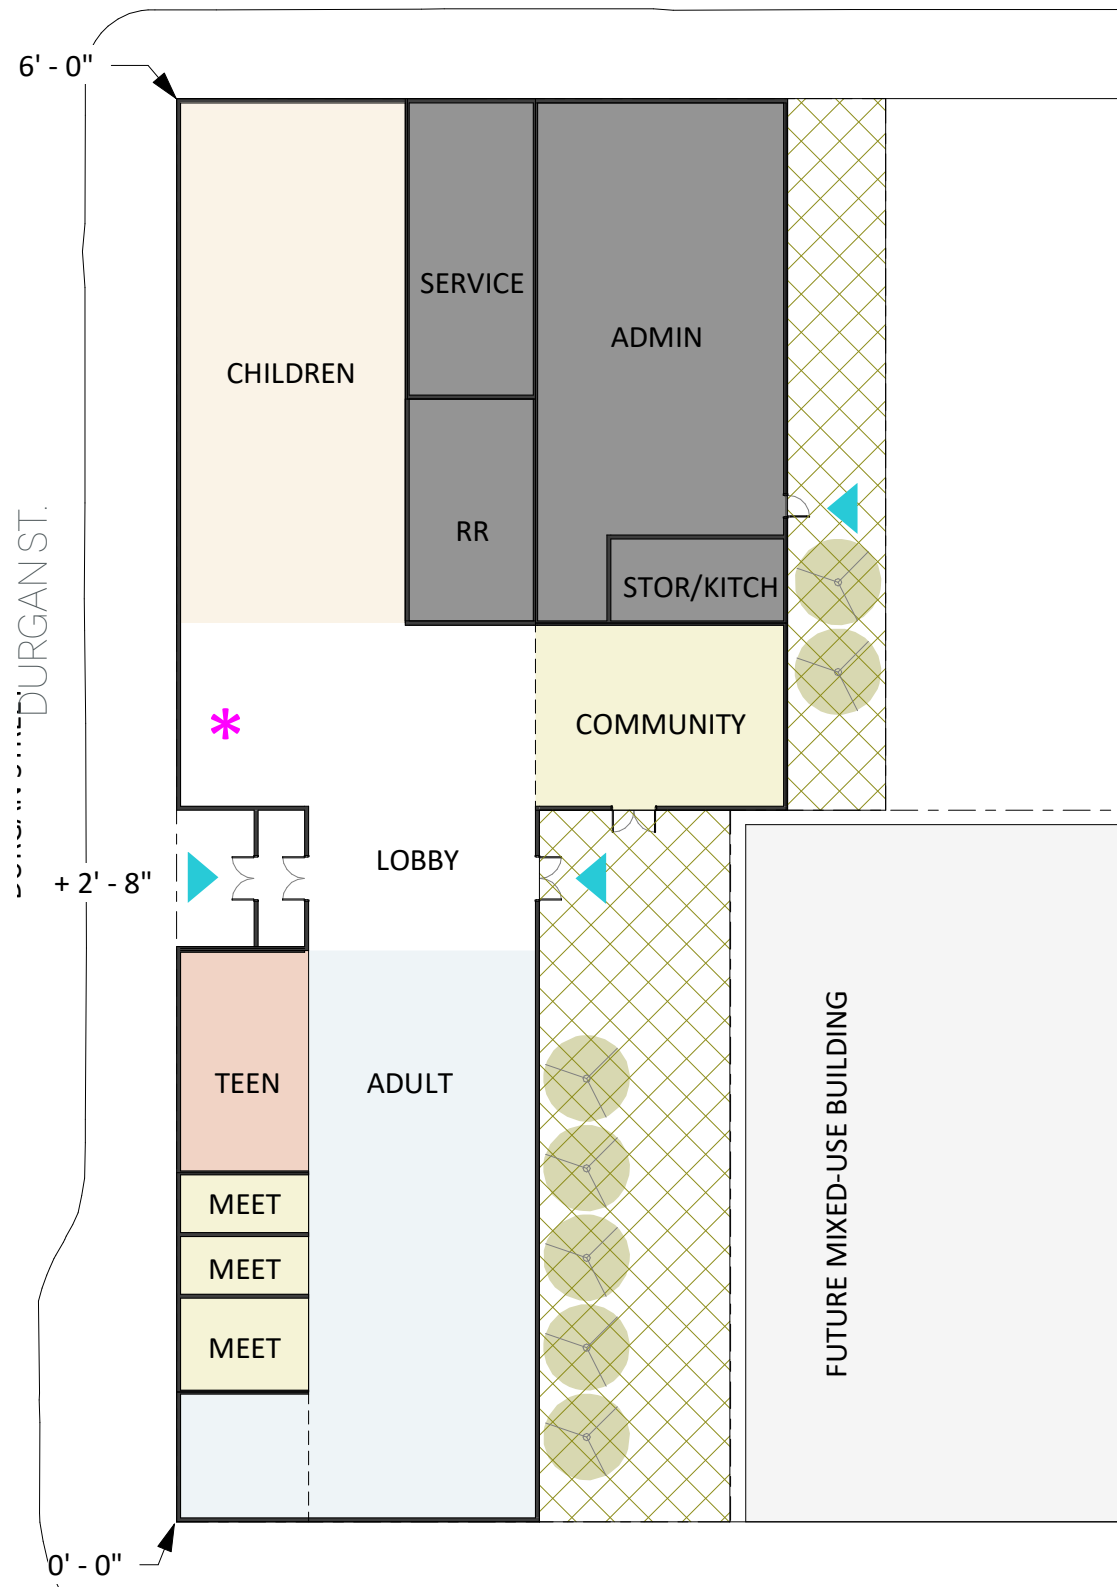 6' - 0"
SERVICE
ADMIN
CHILDREN
RR
STOR/KITCH
DURGAN ST.
COMMUNITY
*
LOBBY
+ 2' - 8"
TEEN
ADULT
MEET
MEET
MEET
FUTURE MIXED-USE BUILDING
0' - 0"